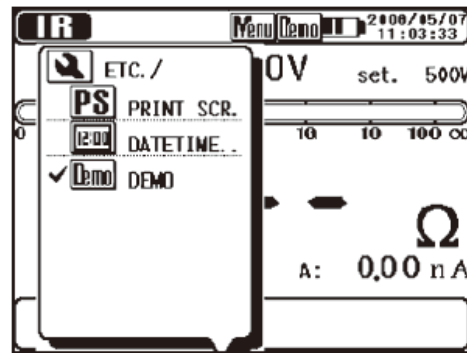 IR Menu Demo 2008/05/07
11:03:33
ETC./ 0V set. 500V
PS PRINT SCR.
0 10 10 100 ∞
12:00 DATETIME..
✓ Demo DEMO
Ω
A: 0.00 nA